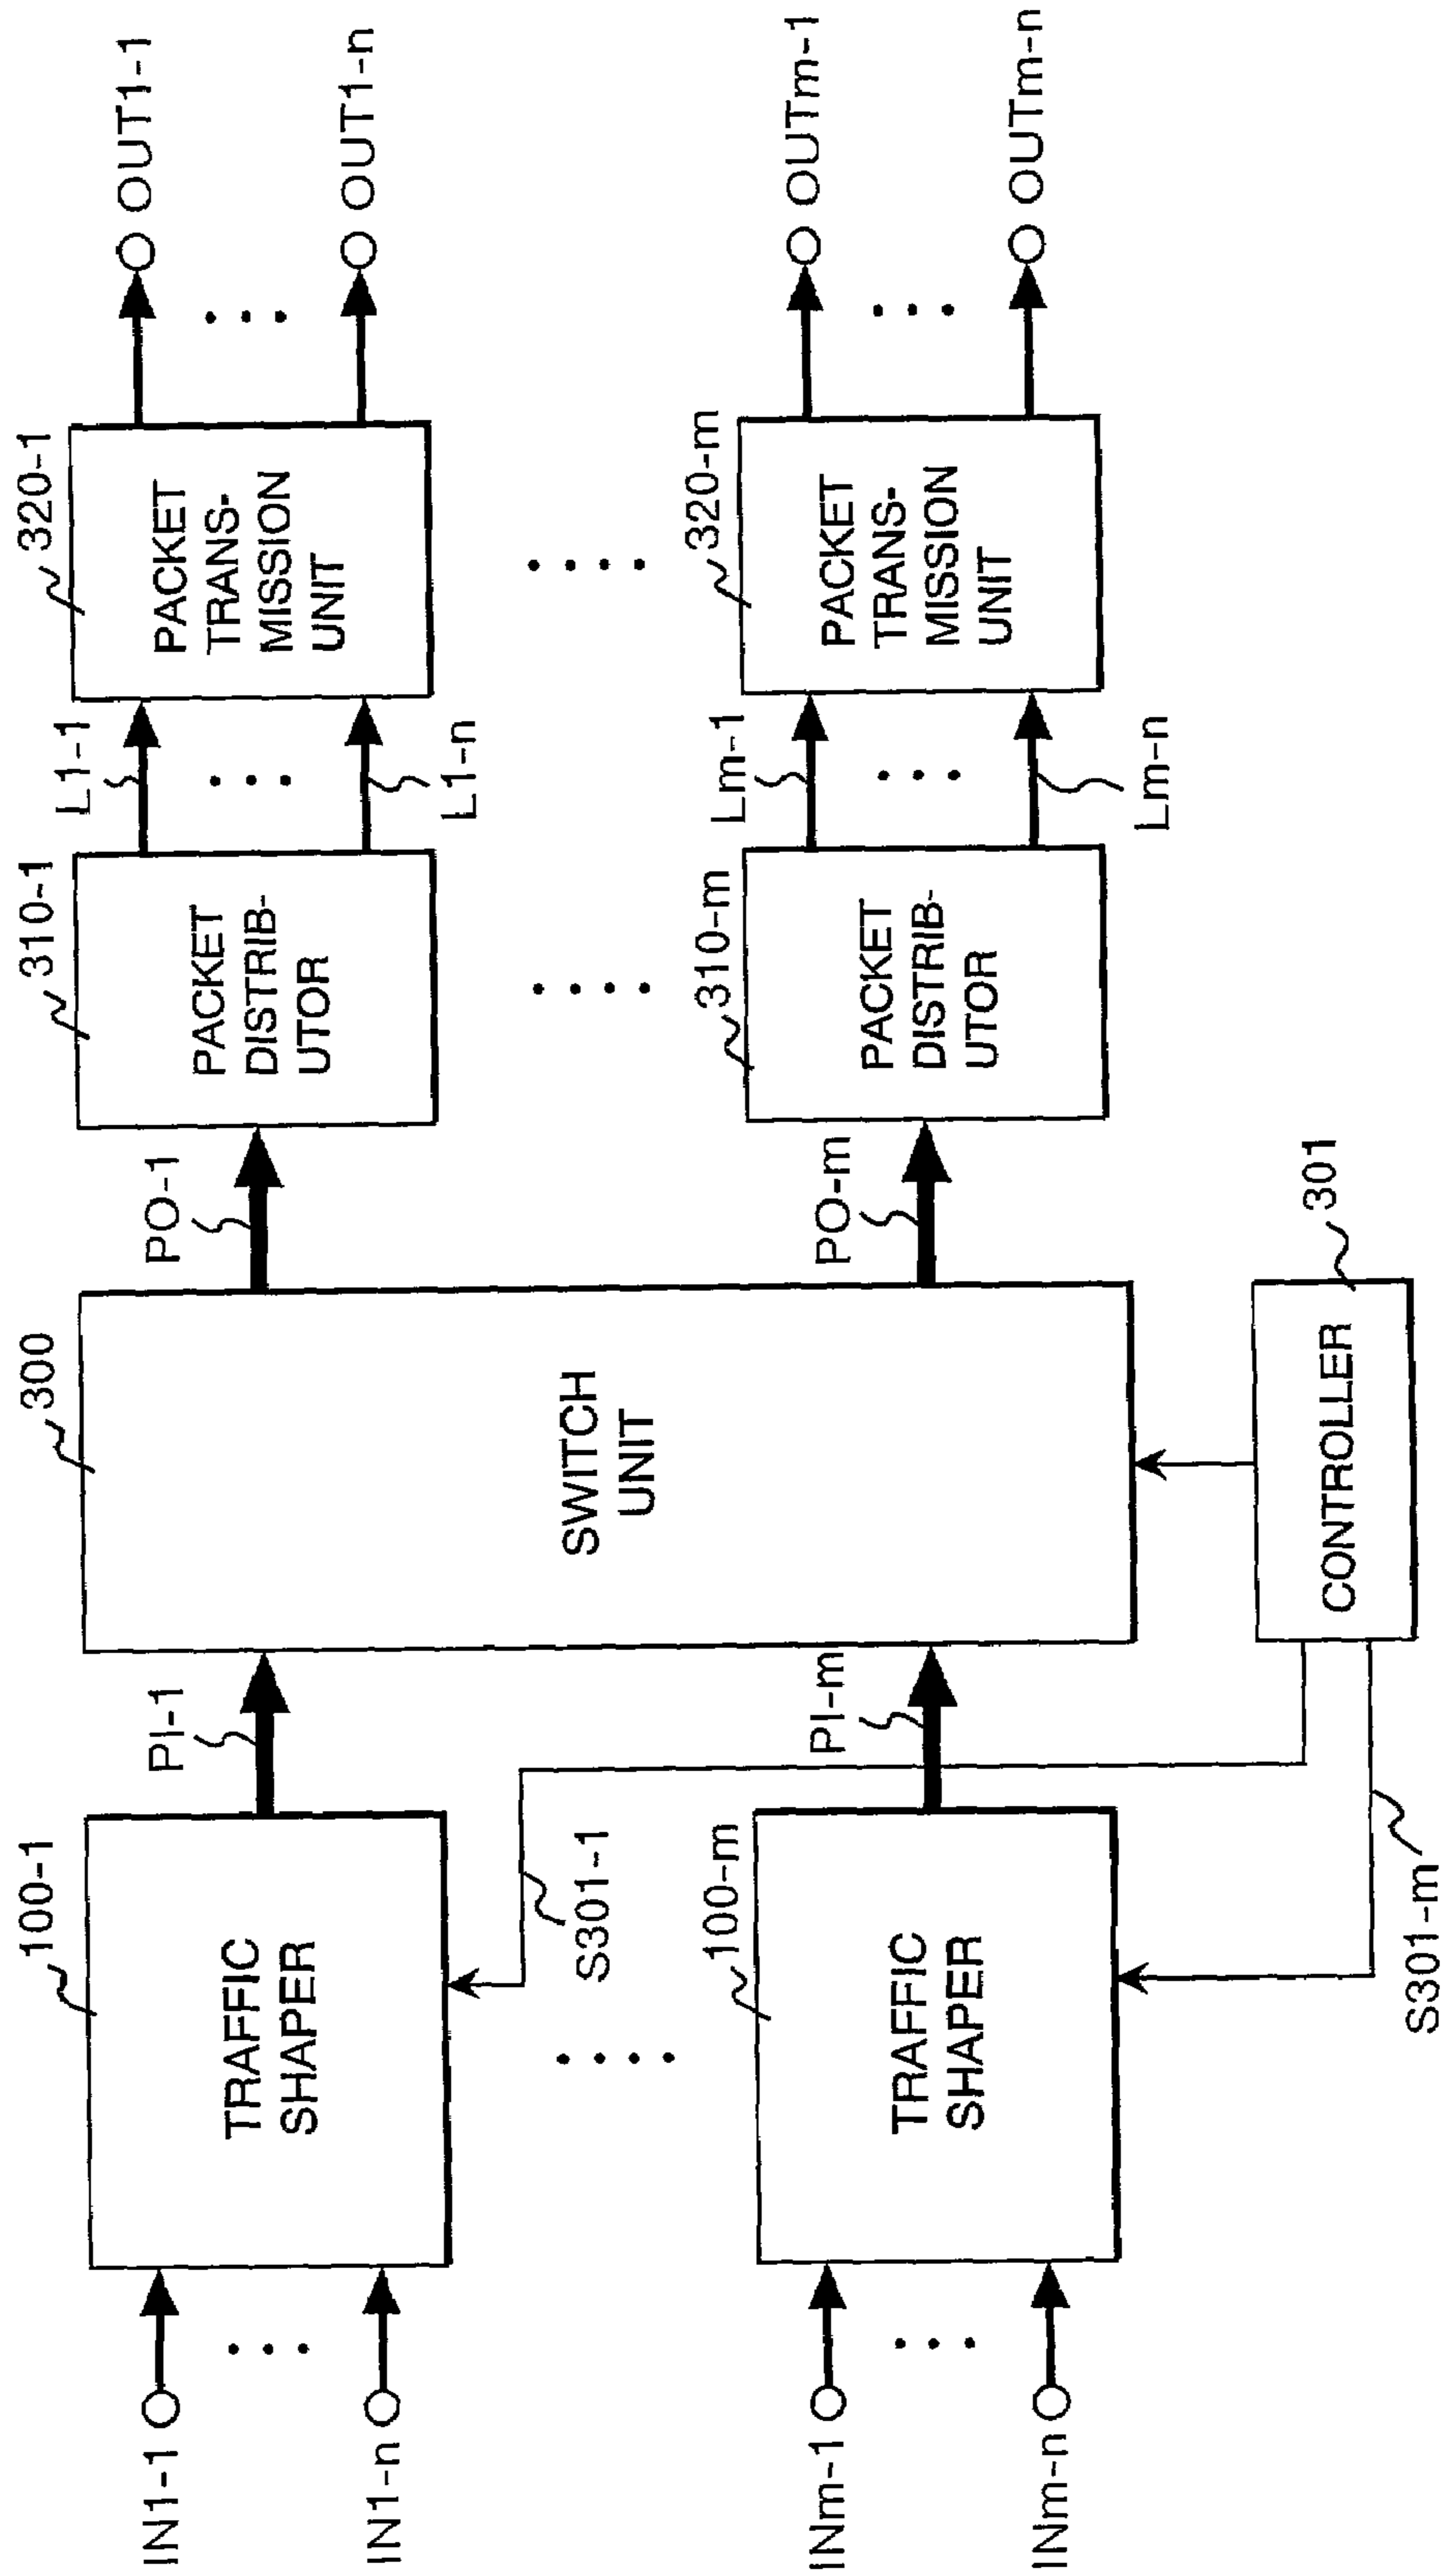 IN1-1
IN1-n
INm-1
INm-n
100-1
TRAFFIC
SHAPER
100-m
TRAFFIC
SHAPER
S301-1
S301-m
PI-1
PI-m
300
SWITCH
UNIT
301
CONTROLLER
PO-1
PO-m
310-1
PACKET
DISTRIB-
UTOR
310-m
PACKET
DISTRIB-
UTOR
L1-1
L1-n
Lm-1
Lm-n
320-1
PACKET
TRANS-
MISSION
UNIT
320-m
PACKET
TRANS-
MISSION
UNIT
OUT1-1
OUT1-n
OUTm-1
OUTm-n